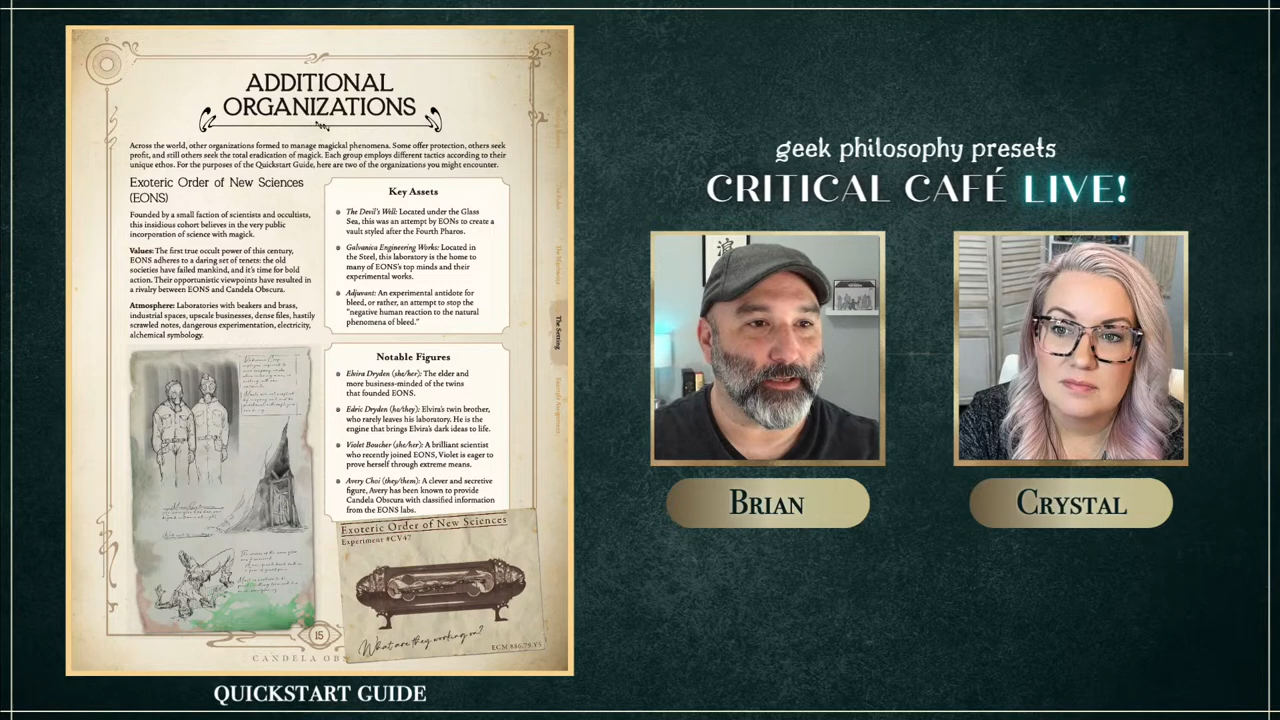 ADDITIONAL
ORGANIZATIONS
Across the world, other organizations formed to manage magickal phenomena. Some offer protection, others seek
profit, and still others seek the total eradication of magick. Each group employs different tactics according to their
unique ethos. For the purposes of the Quickstart Guide, here are two of the organizations you might encounter.
Exoteric Order of New Sciences
(EONS)
Founded by a small faction of scientists and occultists,
this insidious cohort believes in the very public
incorporation of science with magick.
Values: The first true occult power of this century,
EONS adheres to a daring set of tenets: the old
societies have failed mankind, and it's time for bold
action. Their opportunistic viewpoints have resulted in
a rivalry between EONS and Candela Obscura.
Atmosphere: Laboratories with beakers and brass,
industrial spaces, upscale businesses, dense files, hastily
scrawled notes, dangerous experimentation, electricity,
alchemical symbology.
Key Assets
The Devil's Well: Located under the Glass
Sea, this was an attempt by EONs to create a
vault styled after the Fourth Pharos.
Galvanica Engineering Works: Located in
the Steel, this laboratory is the home to
many of EONS's top minds and their
experimental works.
Adjuvant: An experimental antidote for
bleed, or rather, an attempt to stop the
"negative human reaction to the natural
phenomena of bleed."
Notable Figures
Elvira Dryden (she/her): The elder and
more business-minded of the twins
that founded EONS.
Edric Dryden (he/they): Elvira's twin brother,
who rarely leaves his laboratory. He is the
engine that brings Elvira's dark ideas to life.
Violet Boucher (she/her): A brilliant scientist
who recently joined EONS, Violet is eager to
prove herself through extreme means.
Avery Choi (they/them): A clever and secretive
figure, Avery has been known to provide
Candela Obscura with classified information
from the EONS labs.
Exoteric Order of New Sciences
Experiment #CV47
What are they working on?
ECM #36.79.Y5
The Setting
15
CANDELA OBS
QUICKSTART GUIDE
geek philosophy presets
CRITICAL CAFÉ LIVE!
浪
BRIAN
CRYSTAL